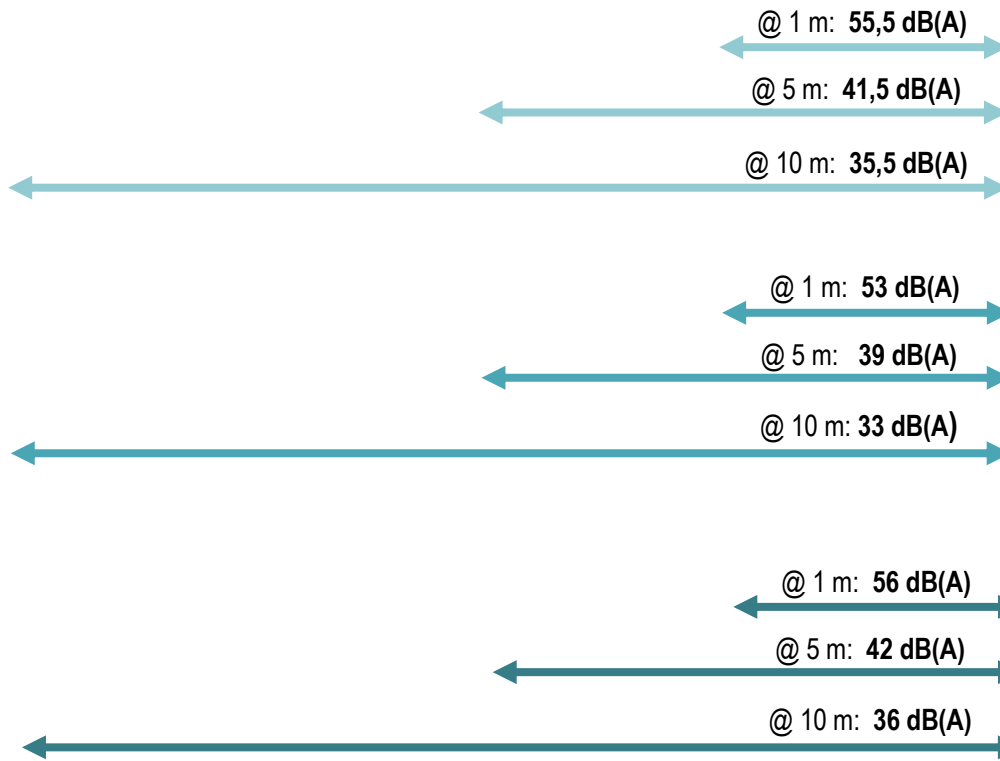 @ 1 m: 55,5 dB(A)
@ 5 m: 41,5 dB(A)
@ 10 m: 35,5 dB(A)
@ 1 m: 53 dB(A)
@ 5 m: 39 dB(A)
@ 10 m: 33 dB(A)
@ 1 m: 56 dB(A)
@ 5 m: 42 dB(A)
@ 10 m: 36 dB(A)